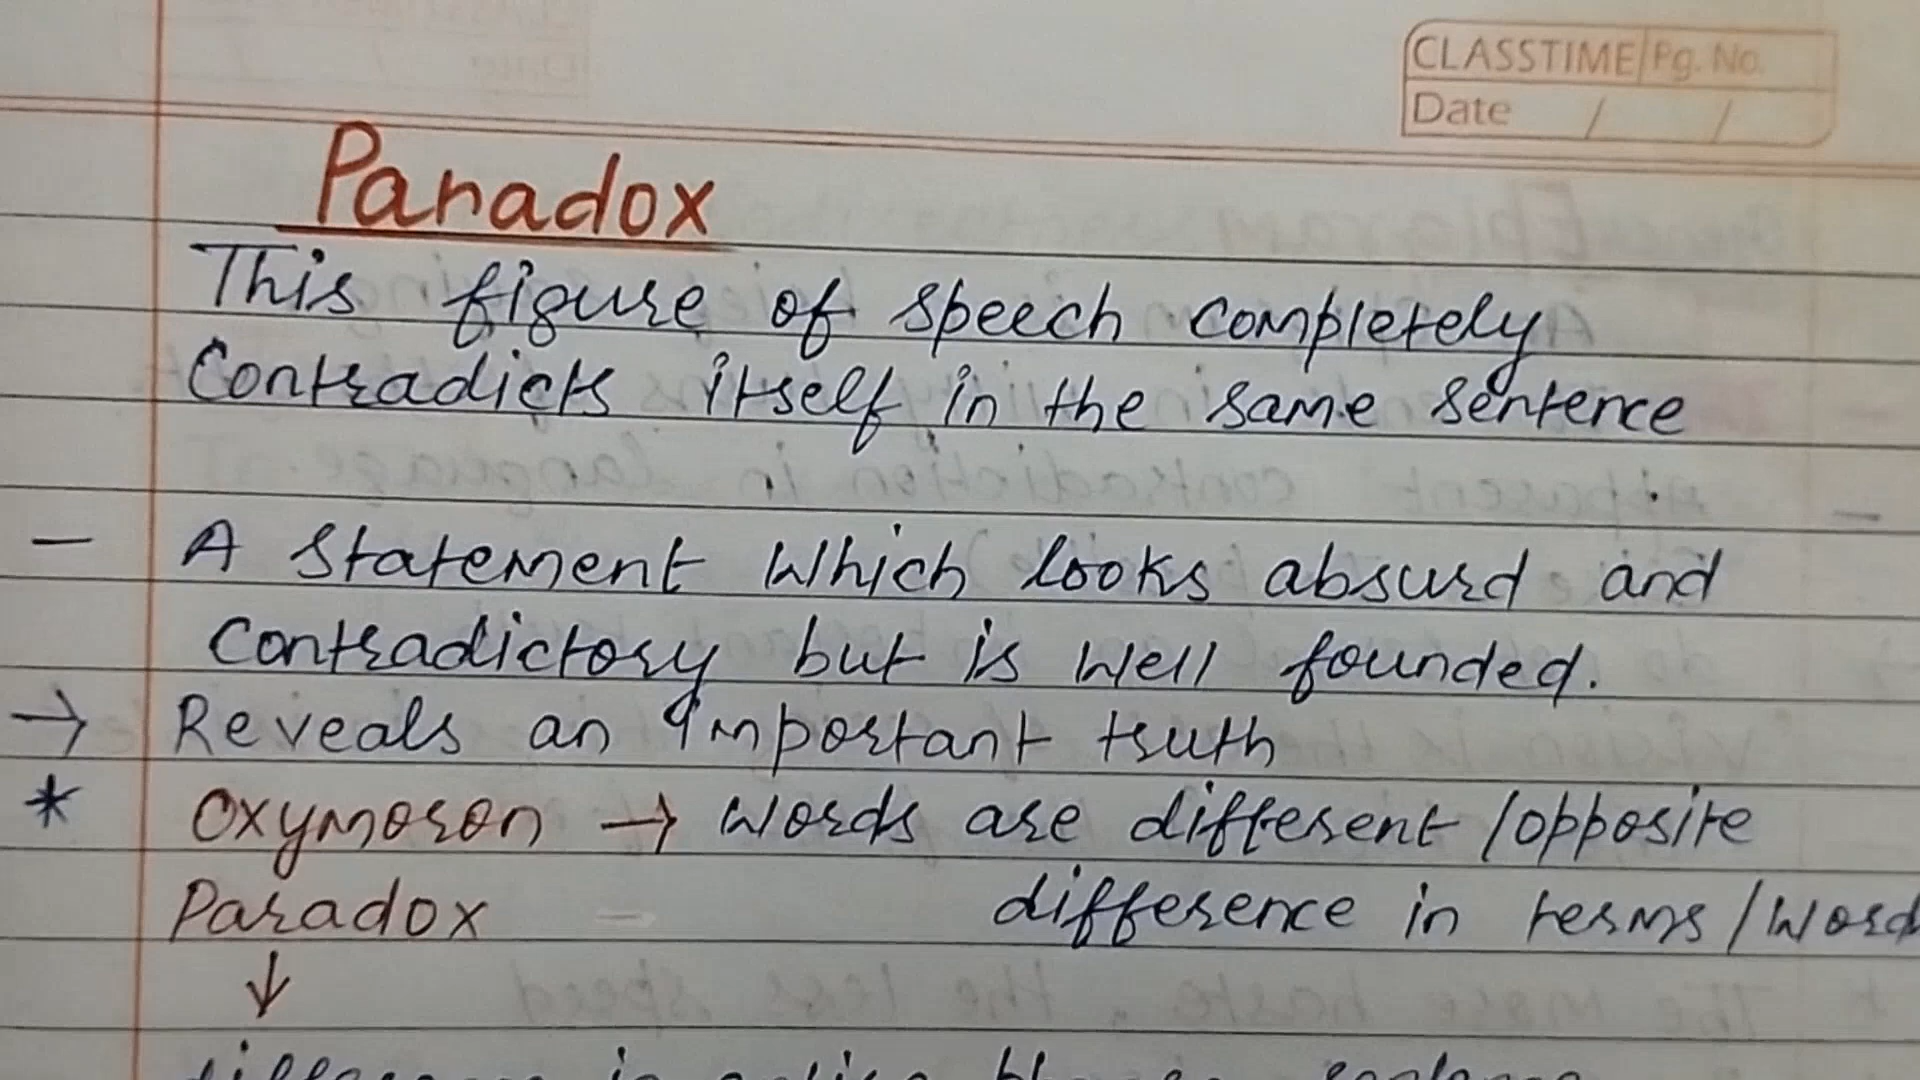 CLASSTIME Pg. No.
Date / /
Paradox
This figure of speech completely
Contradicts itself in the same sentence
- A Statement which looks absurd and
Contradictory but is well founded.
→ Reveals an important truth
* Oxymoron → words are different /opposite
Paradox difference in terms/word
↓